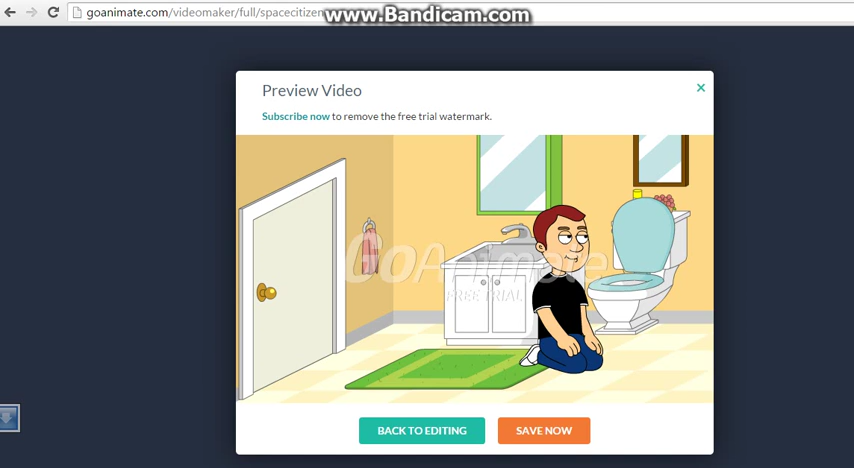 goanimate.com/videomaker/full/spacecitizen
www.Bandicam.com
Preview Video
Subscribe now to remove the free trial watermark.
GoAnimate
FREE TRIAL
BACK TO EDITING
SAVE NOW